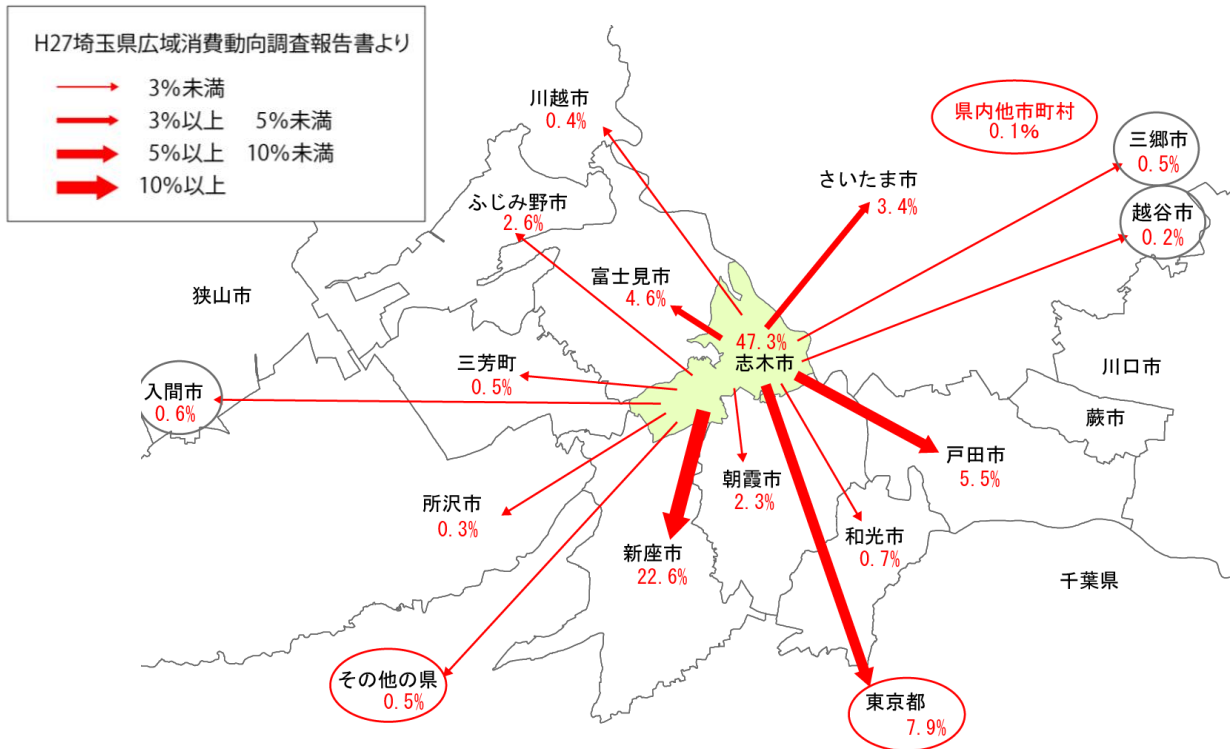 H27埼玉県広域消費動向調査報告書より
3%未満
3%以上 5%未満
5%以上 10%未満
10%以上
川越市
0.4%
県内他市町村
0.1%
三郷市
0.5%
さいたま市
3.4%
ふじみ野市
2.6%
越谷市
0.2%
富士見市
4.6%
狭山市
47.3%
志木市
三芳町
0.5%
川口市
入間市
0.6%
蕨市
戸田市
5.5%
朝霞市
2.3%
所沢市
0.3%
和光市
0.7%
新座市
22.6%
千葉県
その他の県
0.5%
東京都
7.9%